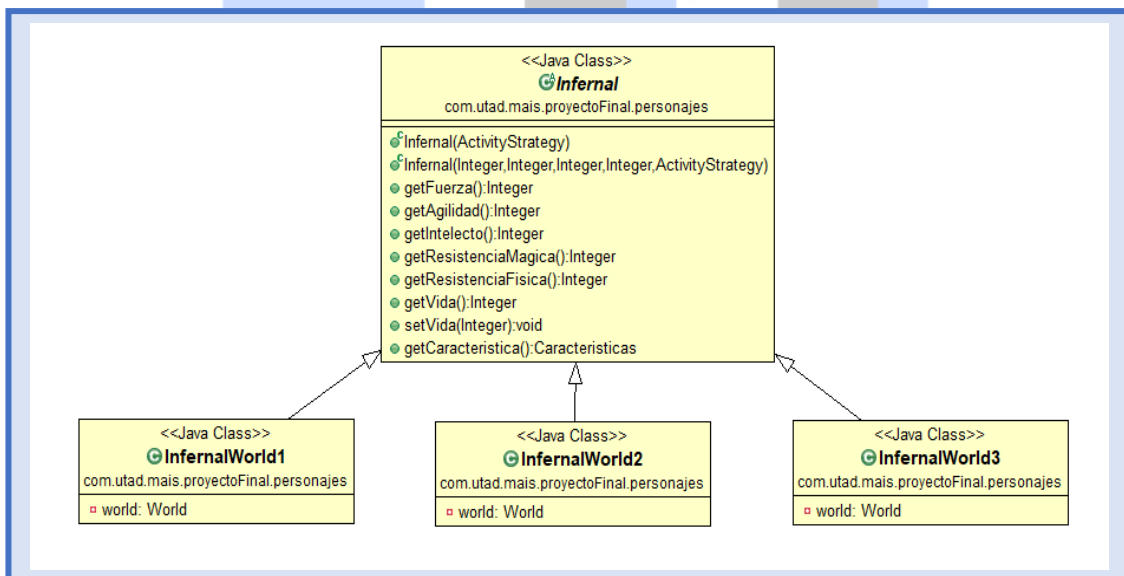 <<Java Class>>
Infernal
com.utad.mais.proyectoFinal.personajes
Infernal(ActivityStrategy)
Infernal(Integer,Integer,Integer,Integer,ActivityStrategy)
getFuerza():Integer
getAgilidad():Integer
getIntelecto():Integer
getResistenciaMagica():Integer
getResistenciaFisica():Integer
getVida():Integer
setVida(Integer):void
getCaracteristica():Caracteristicas
<<Java Class>>
InfernalWorld1
com.utad.mais.proyectoFinal.personajes
world: World
<<Java Class>>
InfernalWorld2
com.utad.mais.proyectoFinal.personajes
world: World
<<Java Class>>
InfernalWorld3
com.utad.mais.proyectoFinal.personajes
world: World